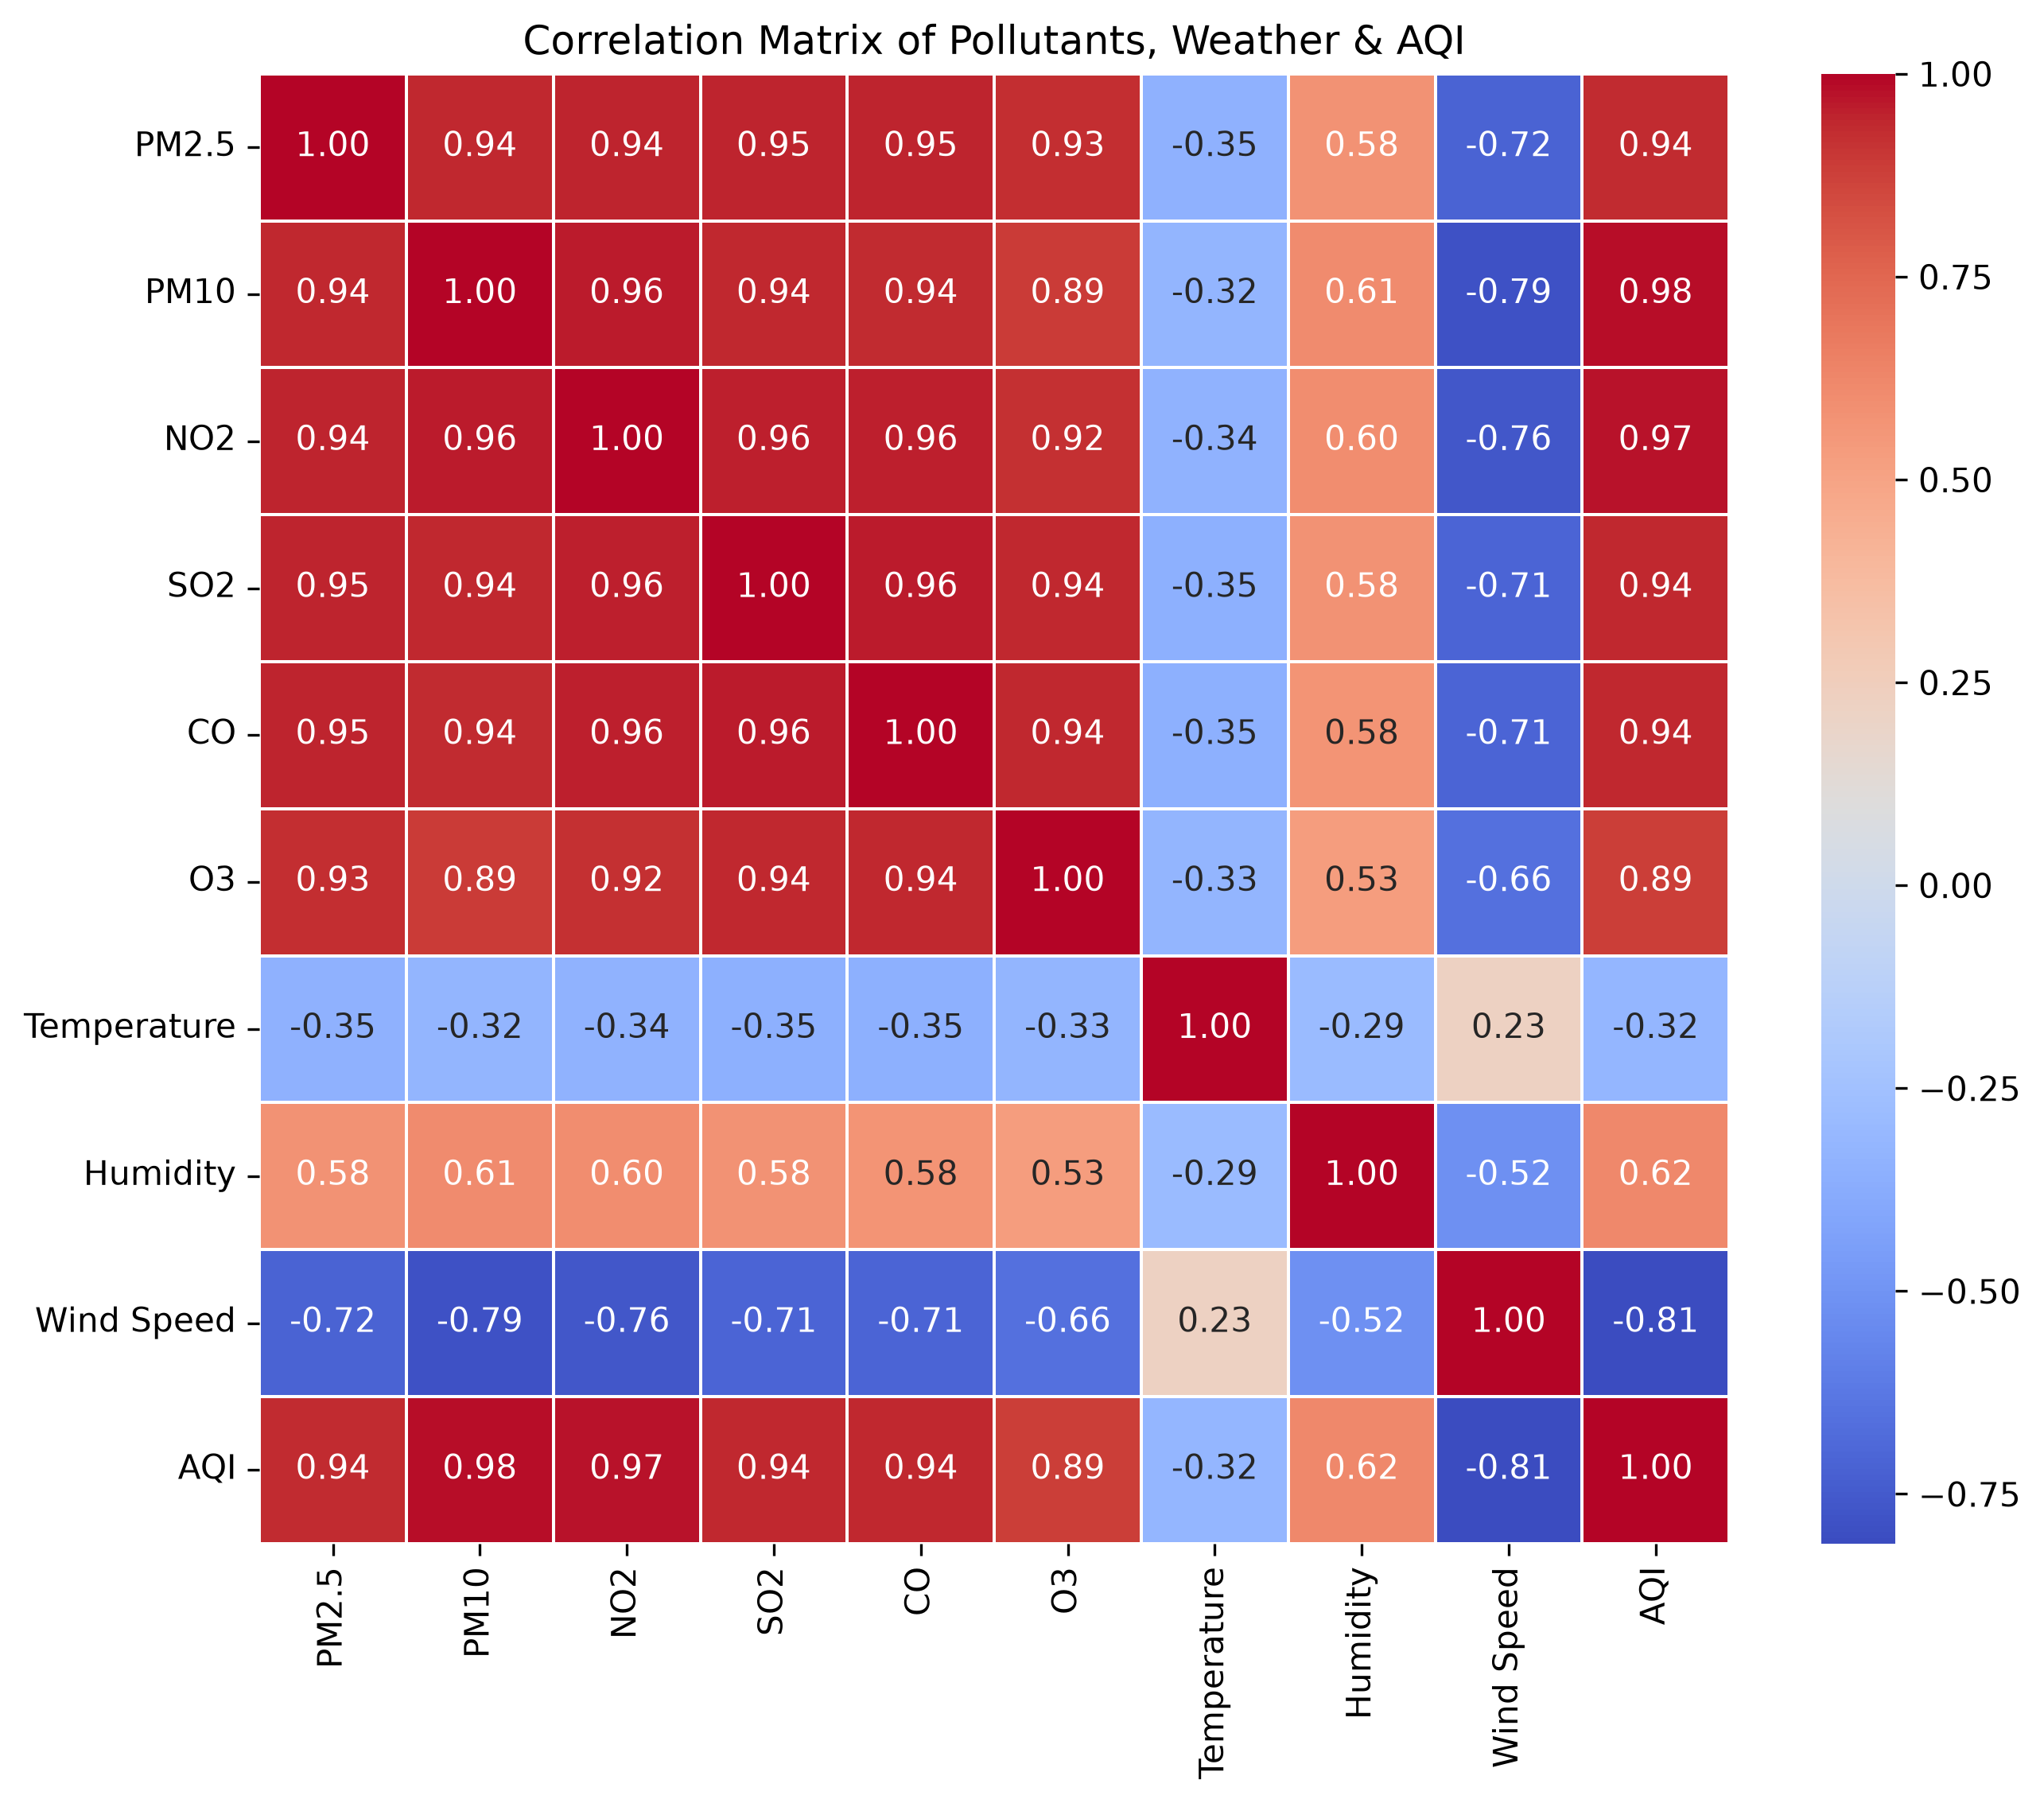 Correlation Matrix of Pollutants, Weather & AQI
PM2.5 1.00 0.94 0.94 0.95 0.95 0.93 -0.35 0.58 -0.72 0.94
PM10 0.94 1.00 0.96 0.94 0.94 0.89 -0.32 0.61 -0.79 0.98
NO2 0.94 0.96 1.00 0.96 0.96 0.92 -0.34 0.60 -0.76 0.97
SO2 0.95 0.94 0.96 1.00 0.96 0.94 -0.35 0.58 -0.71 0.94
CO 0.95 0.94 0.96 0.96 1.00 0.94 -0.35 0.58 -0.71 0.94
O3 0.93 0.89 0.92 0.94 0.94 1.00 -0.33 0.53 -0.66 0.89
Temperature -0.35 -0.32 -0.34 -0.35 -0.35 -0.33 1.00 -0.29 0.23 -0.32
Humidity 0.58 0.61 0.60 0.58 0.58 0.53 -0.29 1.00 -0.52 0.62
Wind Speed -0.72 -0.79 -0.76 -0.71 -0.71 -0.66 0.23 -0.52 1.00 -0.81
AQI 0.94 0.98 0.97 0.94 0.94 0.89 -0.32 0.62 -0.81 1.00
PM2.5 PM10 NO2 SO2 CO O3 Temperature Humidity Wind Speed AQI
1.00
0.75
0.50
0.25
0.00
−0.25
−0.50
−0.75